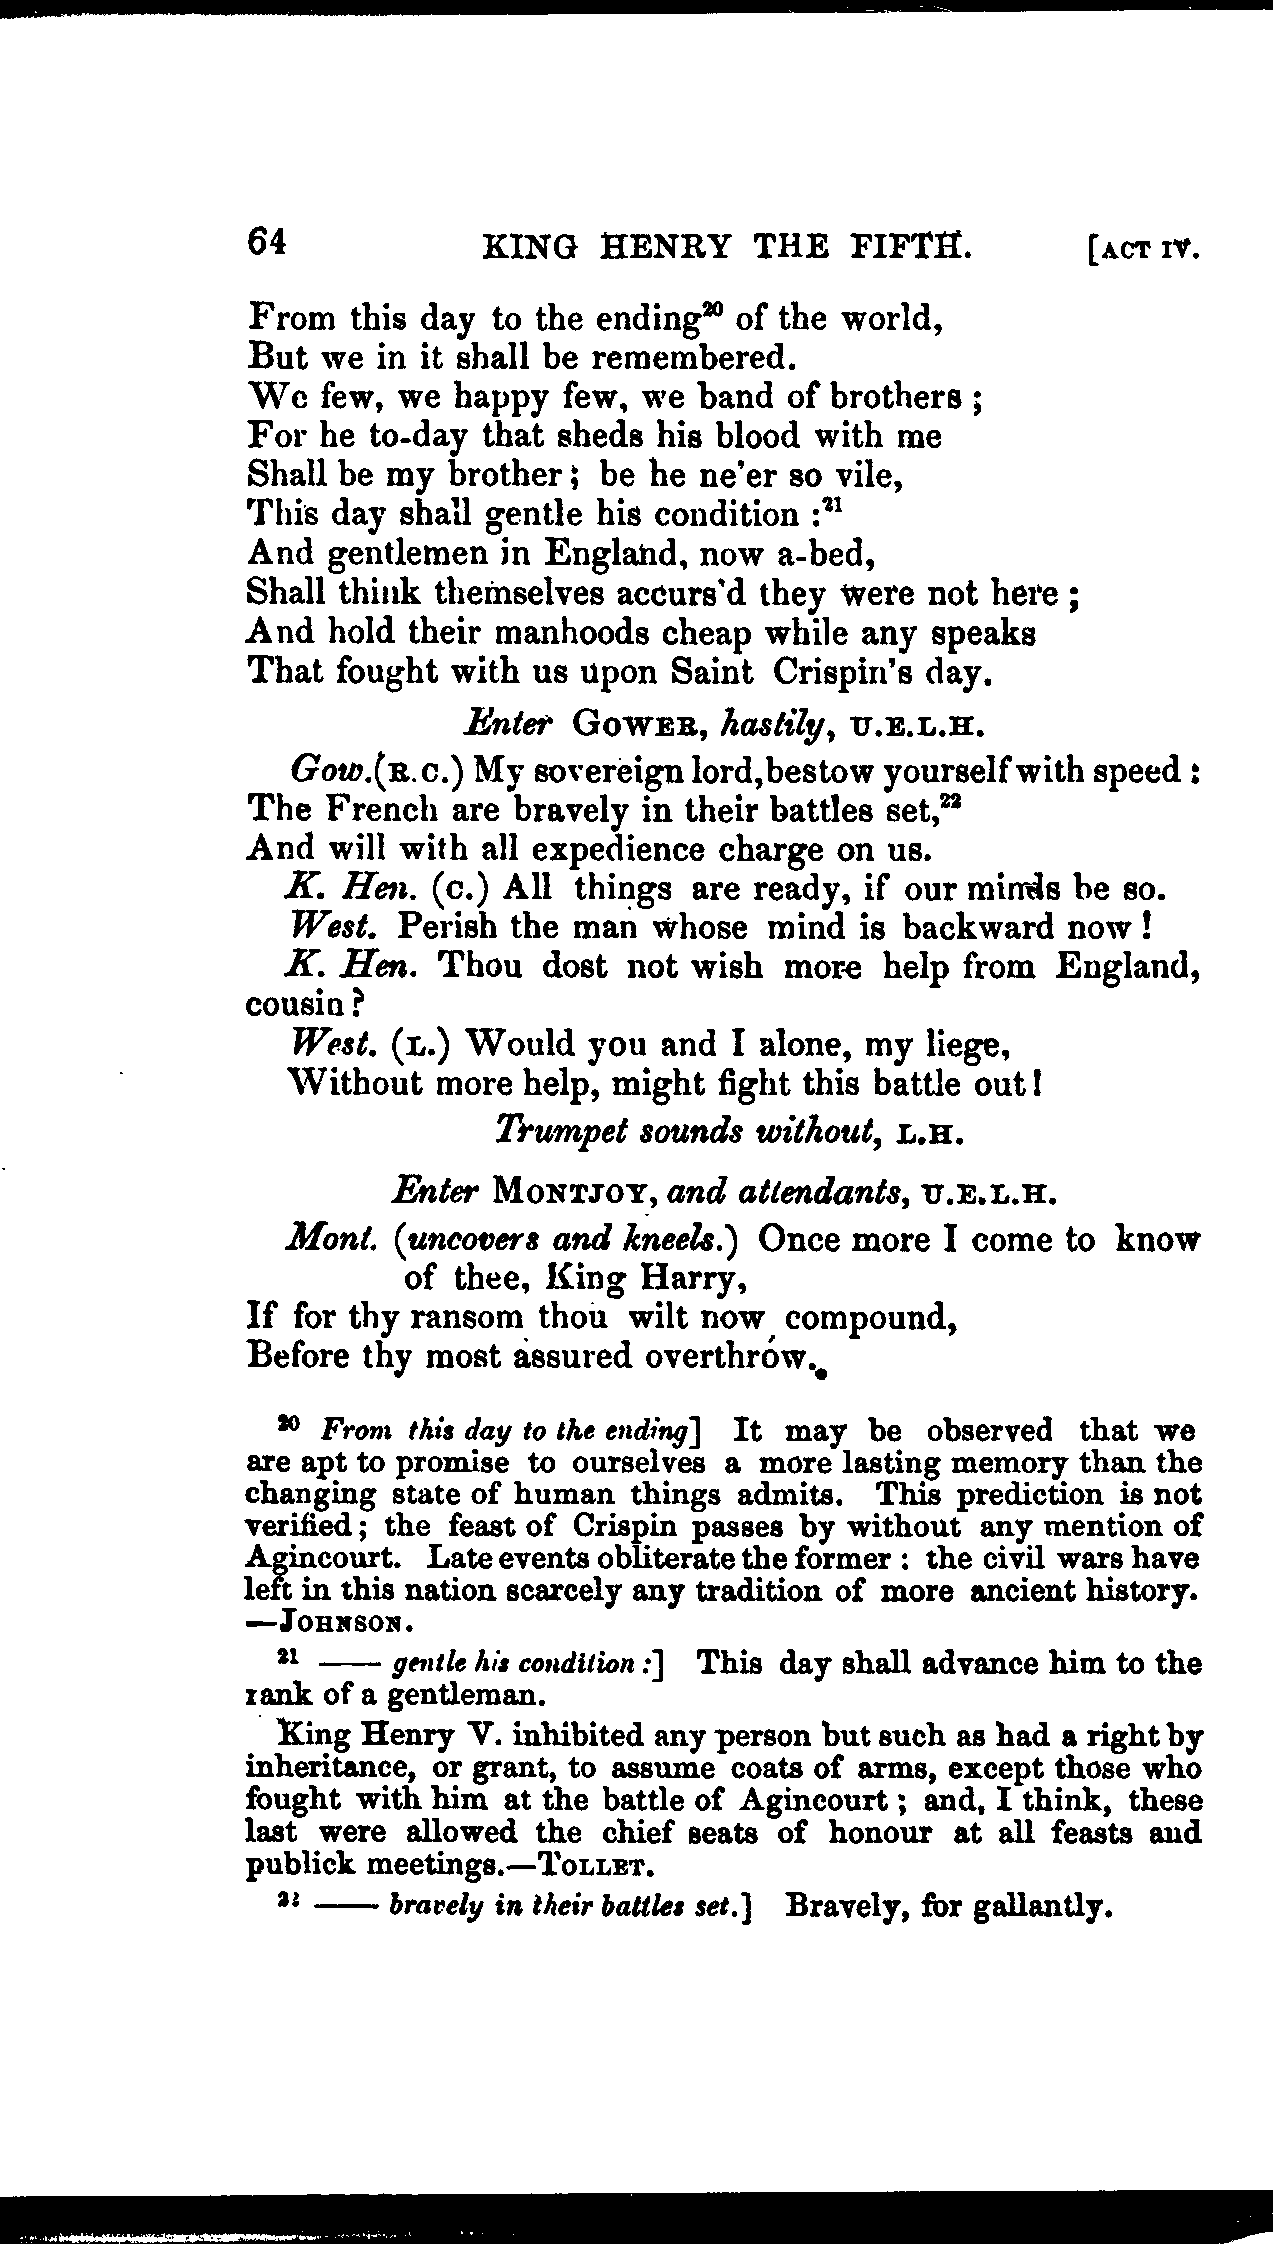 64 KING HENRY THE FIFTH. [ACT IV.
From this day to the ending²⁰ of the world,
But we in it shall be remembered.
We few, we happy few, we band of brothers ;
For he to-day that sheds his blood with me
Shall be my brother ; be he ne'er so vile,
This day shall gentle his condition :²¹
And gentlemen in England, now a-bed,
Shall think themselves accurs'd they were not here ;
And hold their manhoods cheap while any speaks
That fought with us upon Saint Crispin's day.
Enter GOWER, hastily, U.E.L.H.
Gow.(R.C.) My sovereign lord, bestow yourself with speed :
The French are bravely in their battles set,²²
And will with all expedience charge on us.
K. Hen. (C.) All things are ready, if our minds be so.
West. Perish the man whose mind is backward now !
K. Hen. Thou dost not wish more help from England,
cousin ?
West. (L.) Would you and I alone, my liege,
Without more help, might fight this battle out !
Trumpet sounds without, L.H.
Enter MONTJOY, and attendants, U.E.L.H.
Mont. (uncovers and kneels.) Once more I come to know
of thee, King Harry,
If for thy ransom thou wilt now compound,
Before thy most assured overthrow.
²⁰ From this day to the ending] It may be observed that we
are apt to promise to ourselves a more lasting memory than the
changing state of human things admits. This prediction is not
verified ; the feast of Crispin passes by without any mention of
Agincourt. Late events obliterate the former : the civil wars have
left in this nation scarcely any tradition of more ancient history.
—JOHNSON.
²¹ —— gentle his condition :] This day shall advance him to the
rank of a gentleman.
King Henry V. inhibited any person but such as had a right by
inheritance, or grant, to assume coats of arms, except those who
fought with him at the battle of Agincourt ; and, I think, these
last were allowed the chief seats of honour at all feasts and
publick meetings.—TOLLET.
²² —— bravely in their battles set.] Bravely, for gallantly.